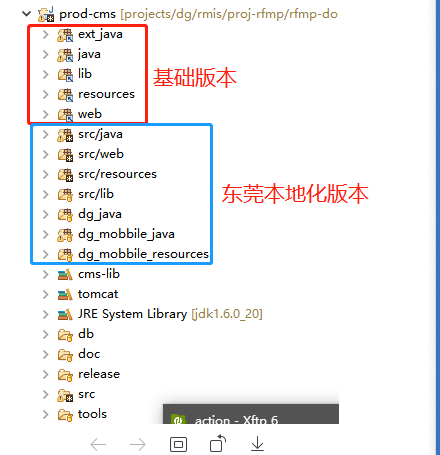 prod-cms [projects/dg/rmis/proj-rfmp/rfmp-do
ext_java
java
lib
resources
web
基础版本
src/java
src/web
src/resources
src/lib
dg_java
dg_mobbile_java
dg_mobbile_resources
东莞本地化版本
cms-lib
tomcat
JRE System Library [jdk1.6.0_20]
db
doc
release
src
tools
action - Xftp 6